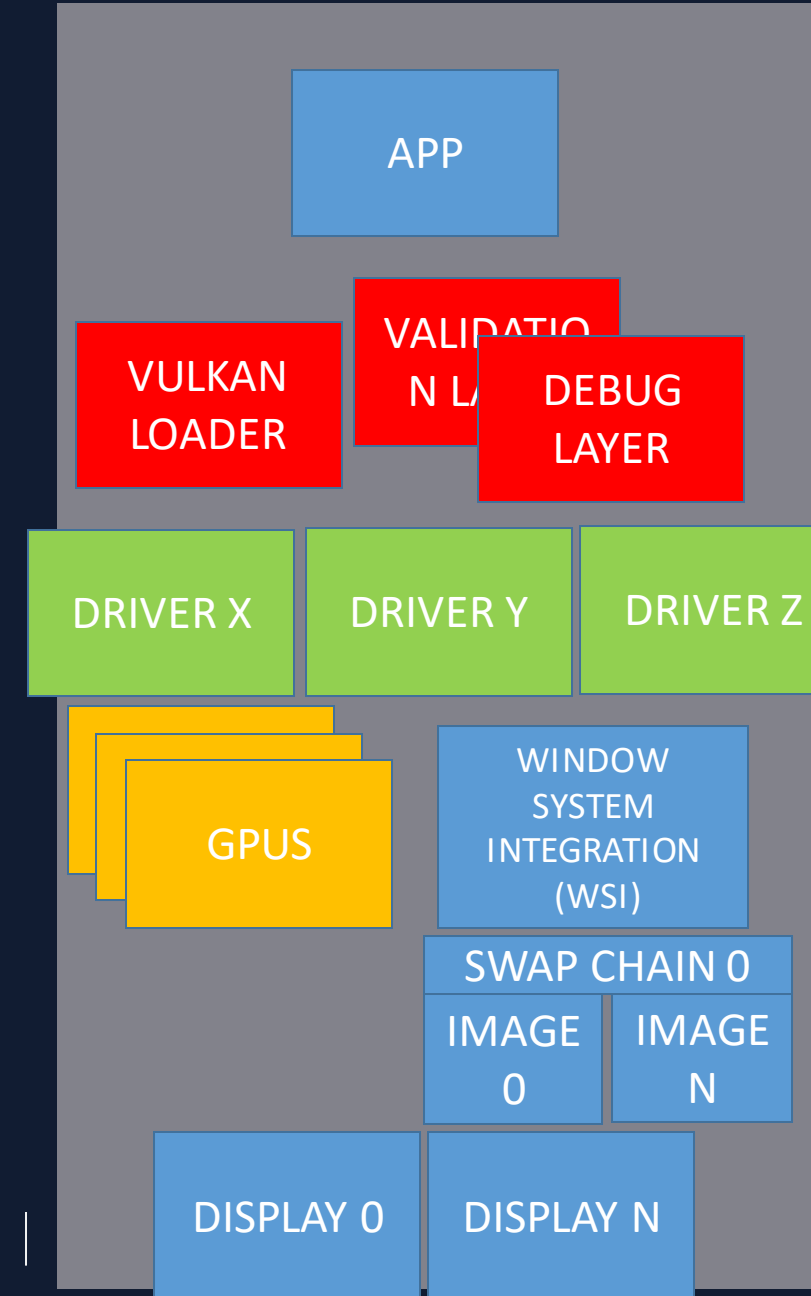 APP
VULKAN
LOADER
VALIDATIO
N LA
DEBUG
LAYER
DRIVER X
DRIVER Y
DRIVER Z
GPUS
WINDOW
SYSTEM
INTEGRATION
(WSI)
SWAP CHAIN 0
IMAGE
0
IMAGE
N
DISPLAY 0
DISPLAY N